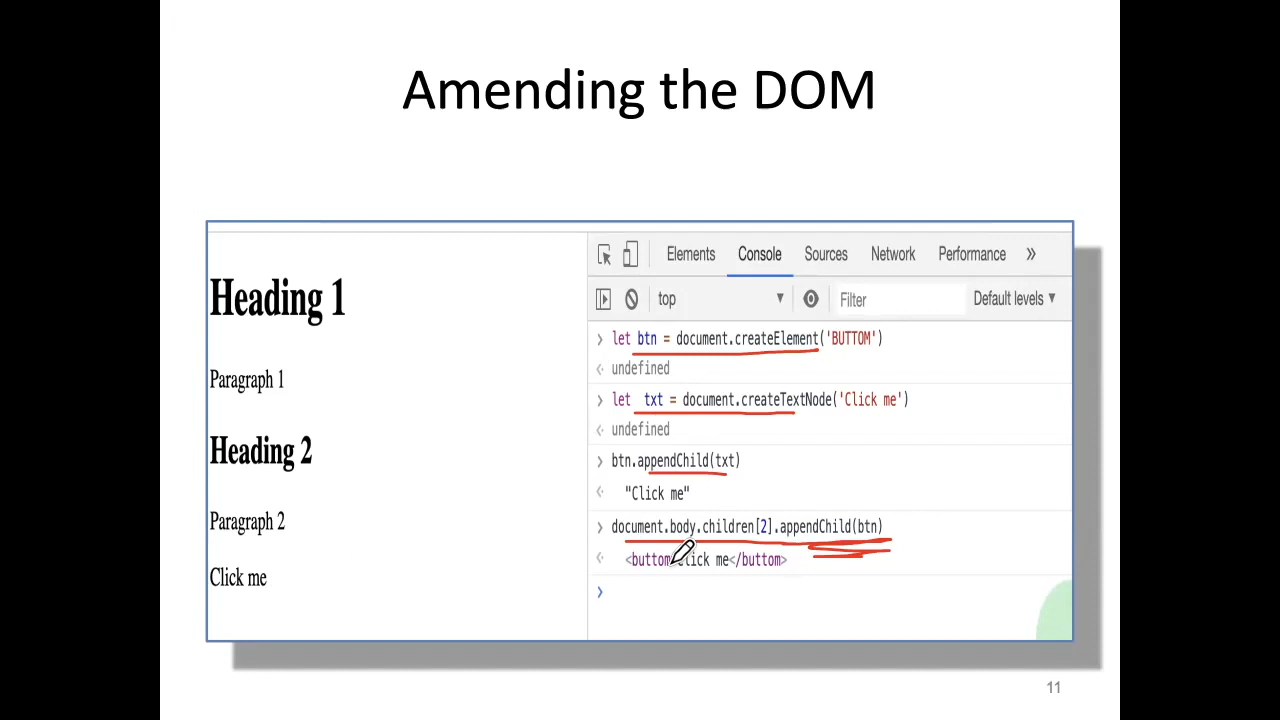 Amending the DOM
Heading 1
Paragraph 1
Heading 2
Paragraph 2
Click me
Elements Console Sources Network Performance »
top ▼ Filter Default levels ▼
› let btn = document.createElement('BUTTOM')
‹· undefined
› let txt = document.createTextNode('Click me')
‹· undefined
› btn.appendChild(txt)
‹· "Click me"
› document.body.children[2].appendChild(btn)
‹· <buttom>Click me</buttom>
›
11